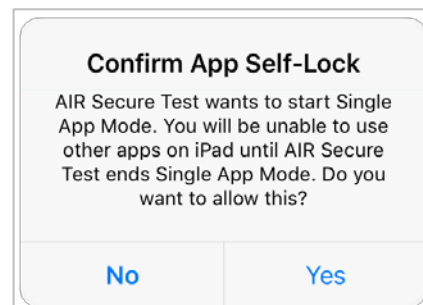 Confirm App Self-Lock
AIR Secure Test wants to start Single
App Mode. You will be unable to use
other apps on iPad until AIR Secure
Test ends Single App Mode. Do you
want to allow this?
No
Yes